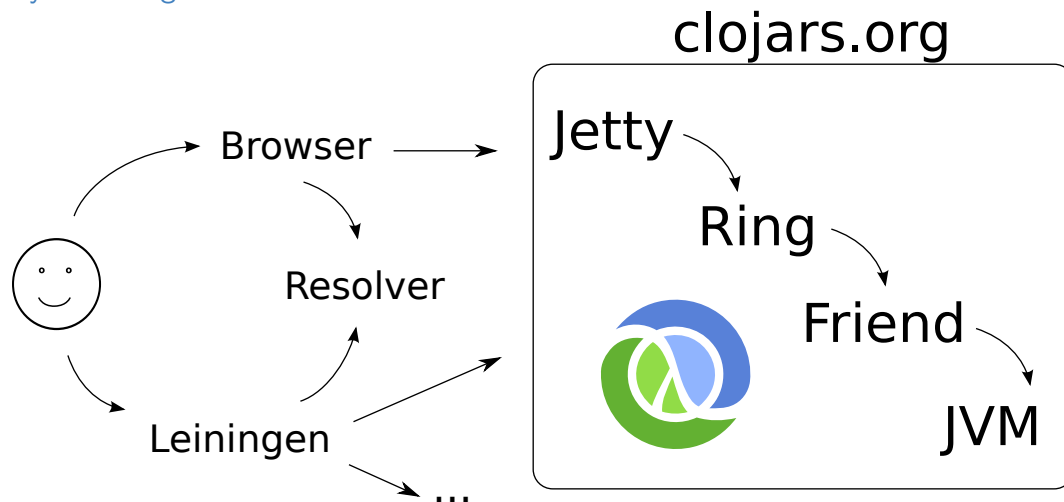 clojars.org
Jetty
Browser
Ring
Resolver
Friend
JVM
Leiningen
...